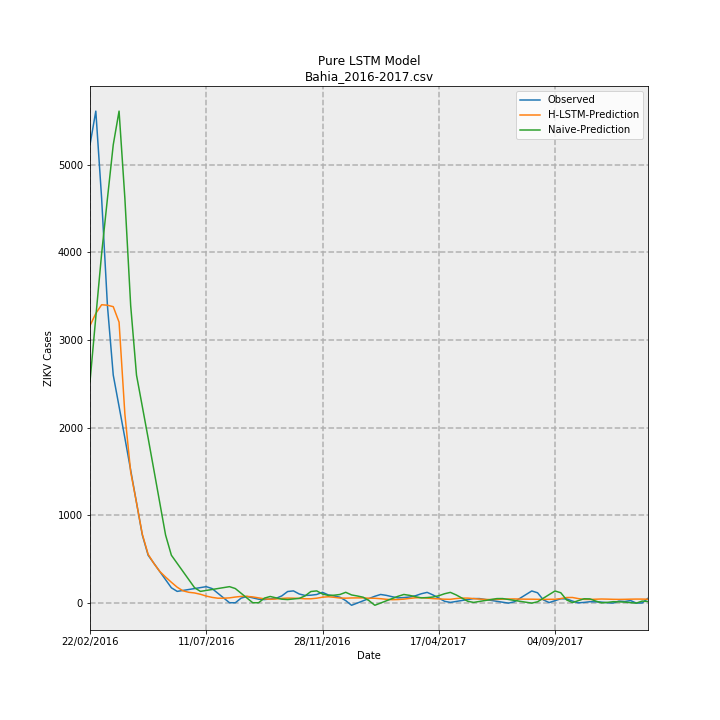 Pure LSTM Model
Bahia_2016-2017.csv
Observed
H-LSTM-Prediction
Naive-Prediction
5000
4000
3000
2000
1000
0
ZIKV Cases
22/02/2016
11/07/2016
28/11/2016
17/04/2017
04/09/2017
Date